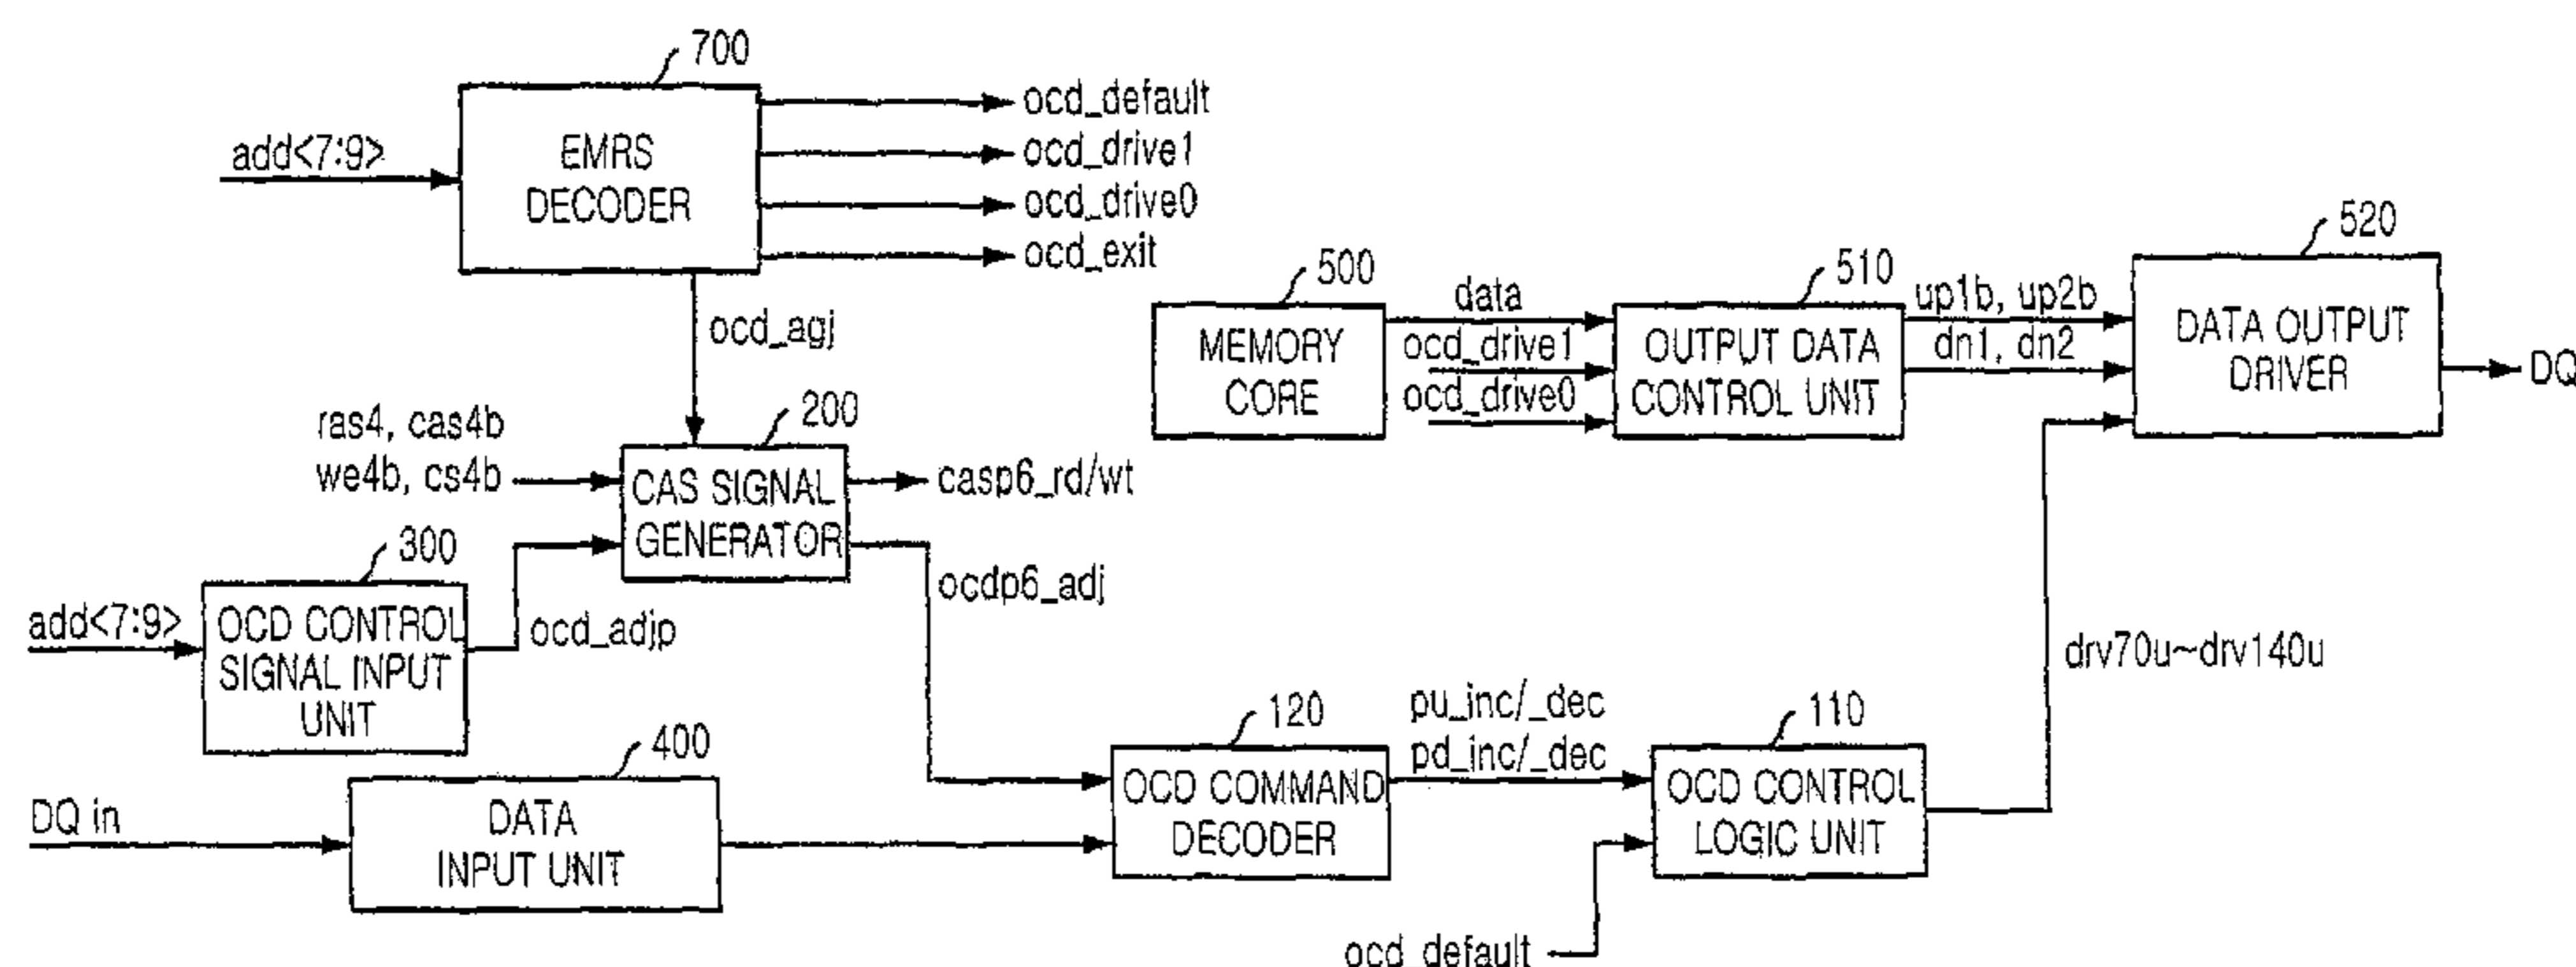 700
add<7:9>
EMRS
DECODER
ocd_default
ocd_drive1
ocd_drive0
ocd_exit
ocd_agj
500
MEMORY
CORE
data
ocd_drive1
ocd_drive0
510
OUTPUT DATA
CONTROL UNIT
up1b, up2b
dn1, dn2
520
DATA OUTPUT
DRIVER
DQ
ras4, cas4b
we4b, cs4b
200
CAS SIGNAL
GENERATOR
casp6_rd/wt
ocdp6_adj
300
add<7:9>
OCD CONTROL
SIGNAL INPUT
UNIT
ocd_adjp
400
DQ in
DATA
INPUT UNIT
120
OCD COMMAND
DECODER
pu_inc/_dec
pd_inc/_dec
110
OCD CONTROL
LOGIC UNIT
drv70u~drv140u
ocd_default